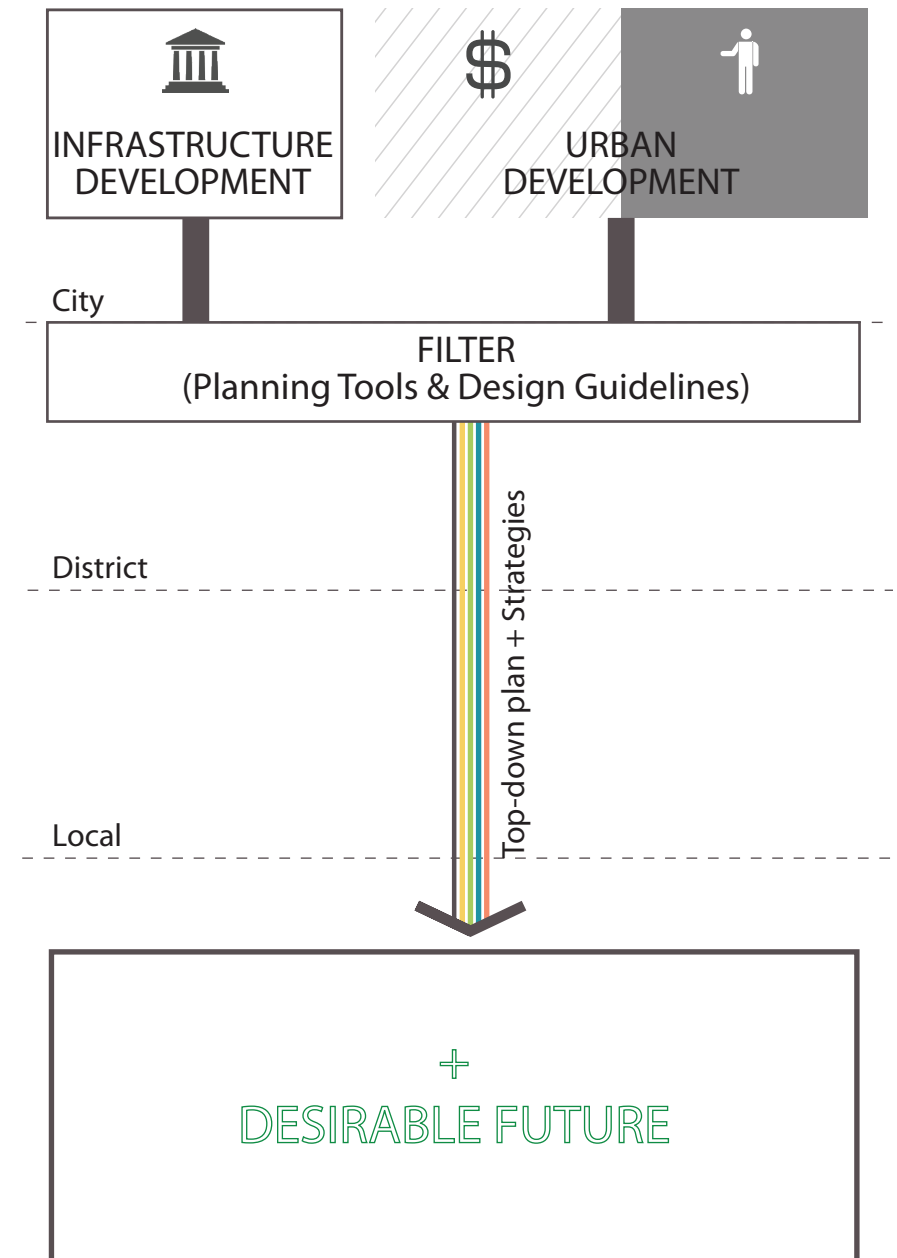 $
INFRASTRUCTURE
DEVELOPMENT
URBAN
DEVELOPMENT
City
FILTER
(Planning Tools & Design Guidelines)
District
Top-down plan + Strategies
Local
+
DESIRABLE FUTURE